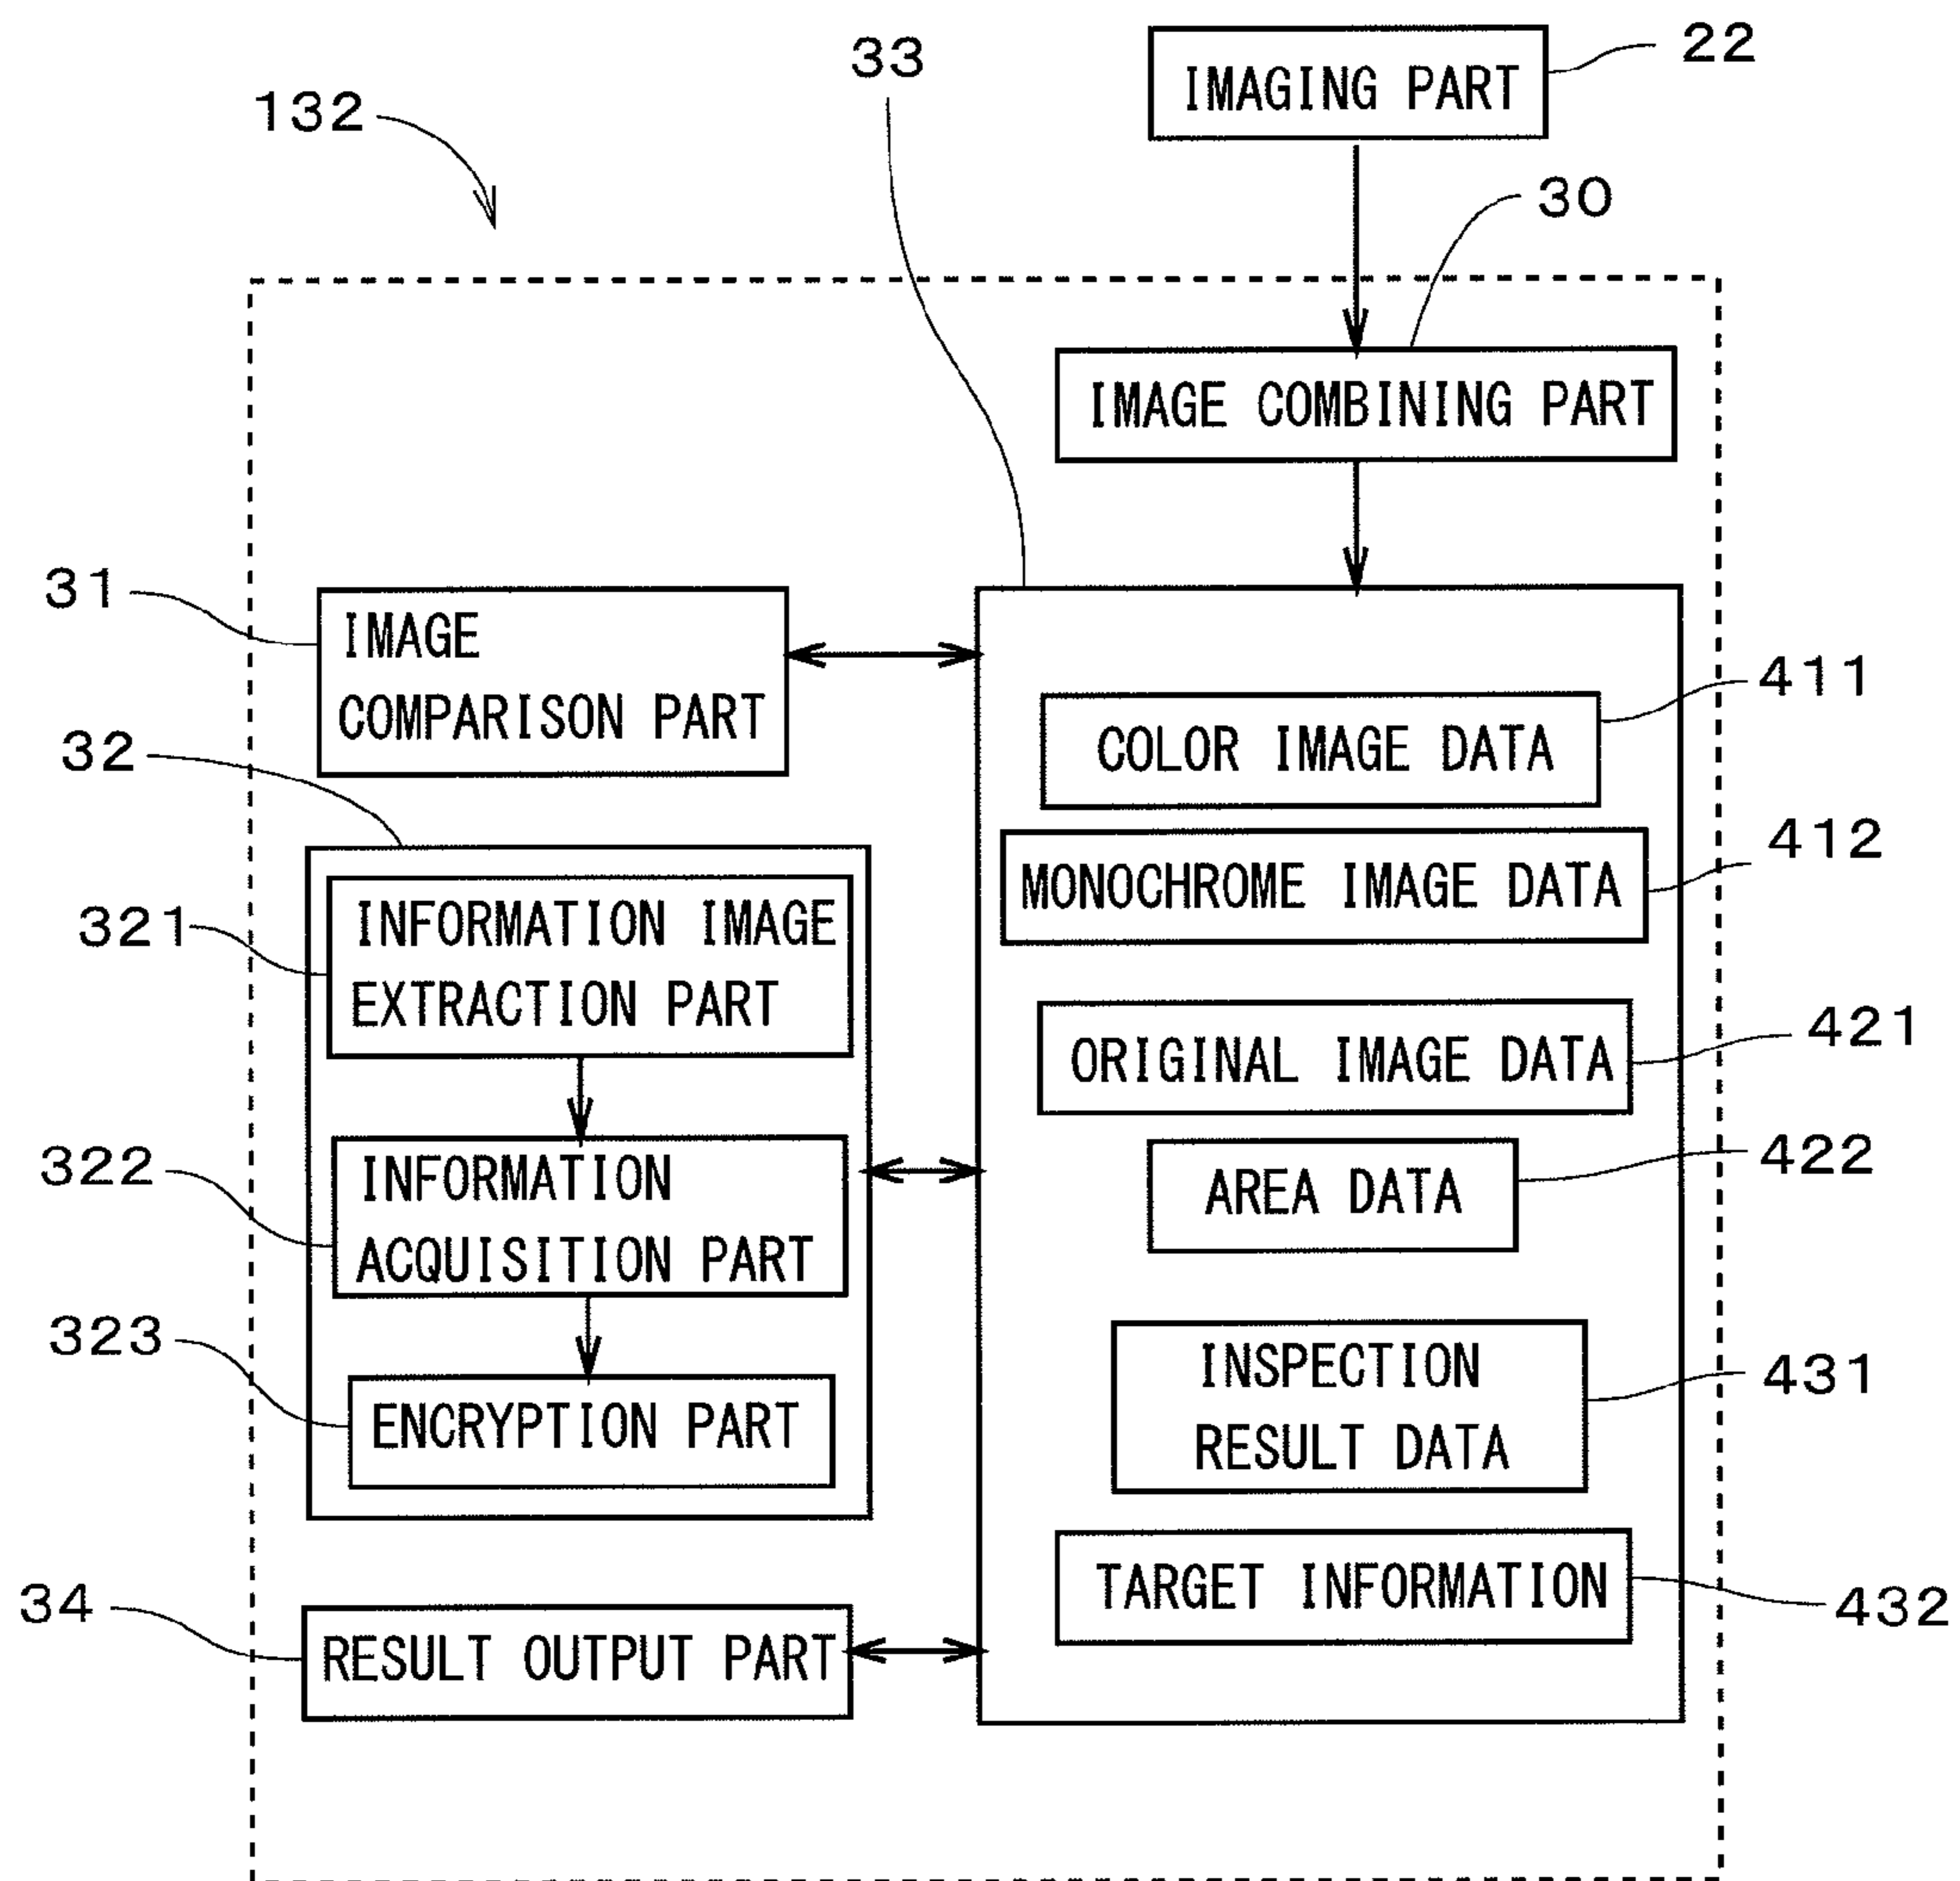 33
IMAGING PART
22
132
30
IMAGE COMBINING PART
31
IMAGE
COMPARISON PART
32
321
INFORMATION IMAGE
EXTRACTION PART
322
INFORMATION
ACQUISITION PART
323
ENCRYPTION PART
34
RESULT OUTPUT PART
COLOR IMAGE DATA
411
MONOCHROME IMAGE DATA
412
ORIGINAL IMAGE DATA
421
AREA DATA
422
INSPECTION
RESULT DATA
431
TARGET INFORMATION
432